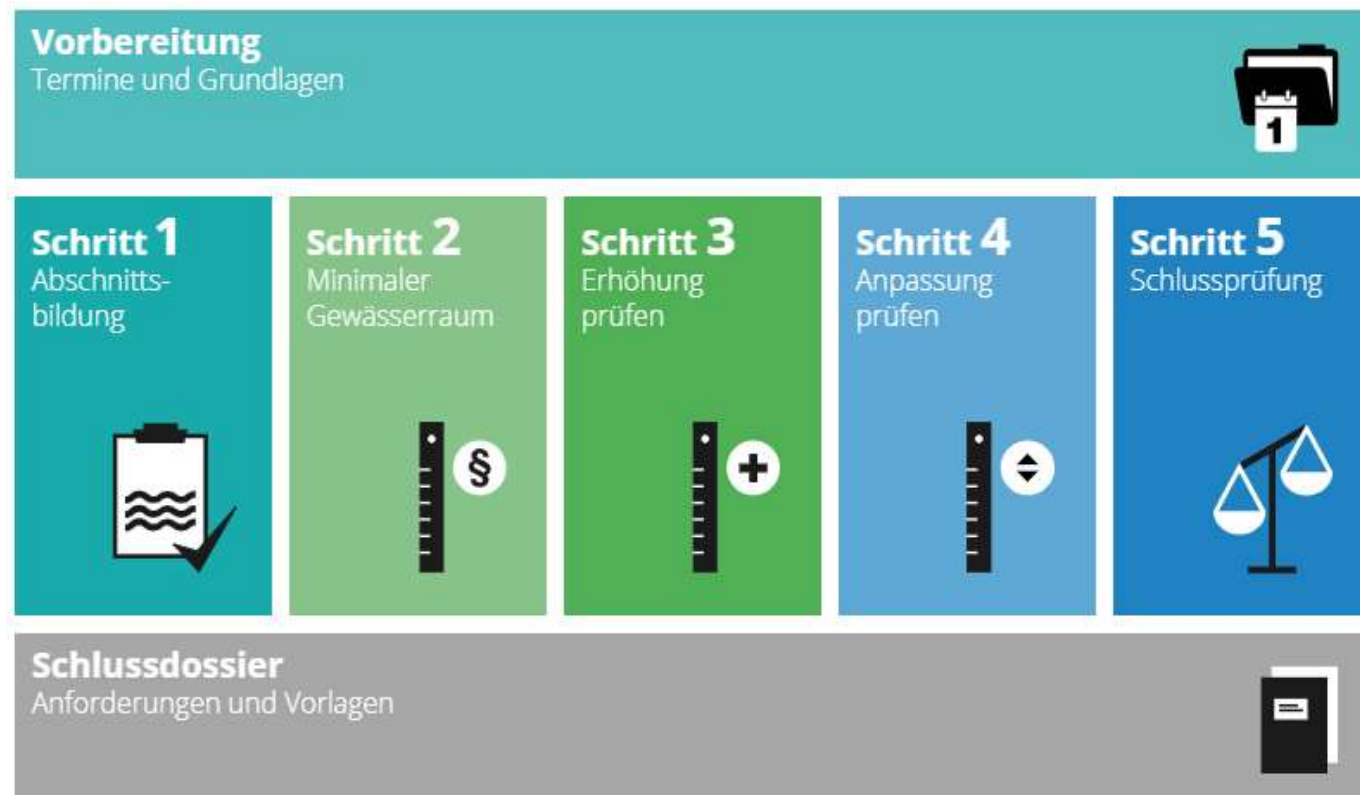 Vorbereitung
Termine und Grundlagen
1
Schritt 1
Abschnitts-
bildung
Schritt 2
Minimaler
Gewässerraum
§
Schritt 3
Erhöhung
prüfen
Schritt 4
Anpassung
prüfen
Schritt 5
Schlussprüfung
Schlussdossier
Anforderungen und Vorlagen